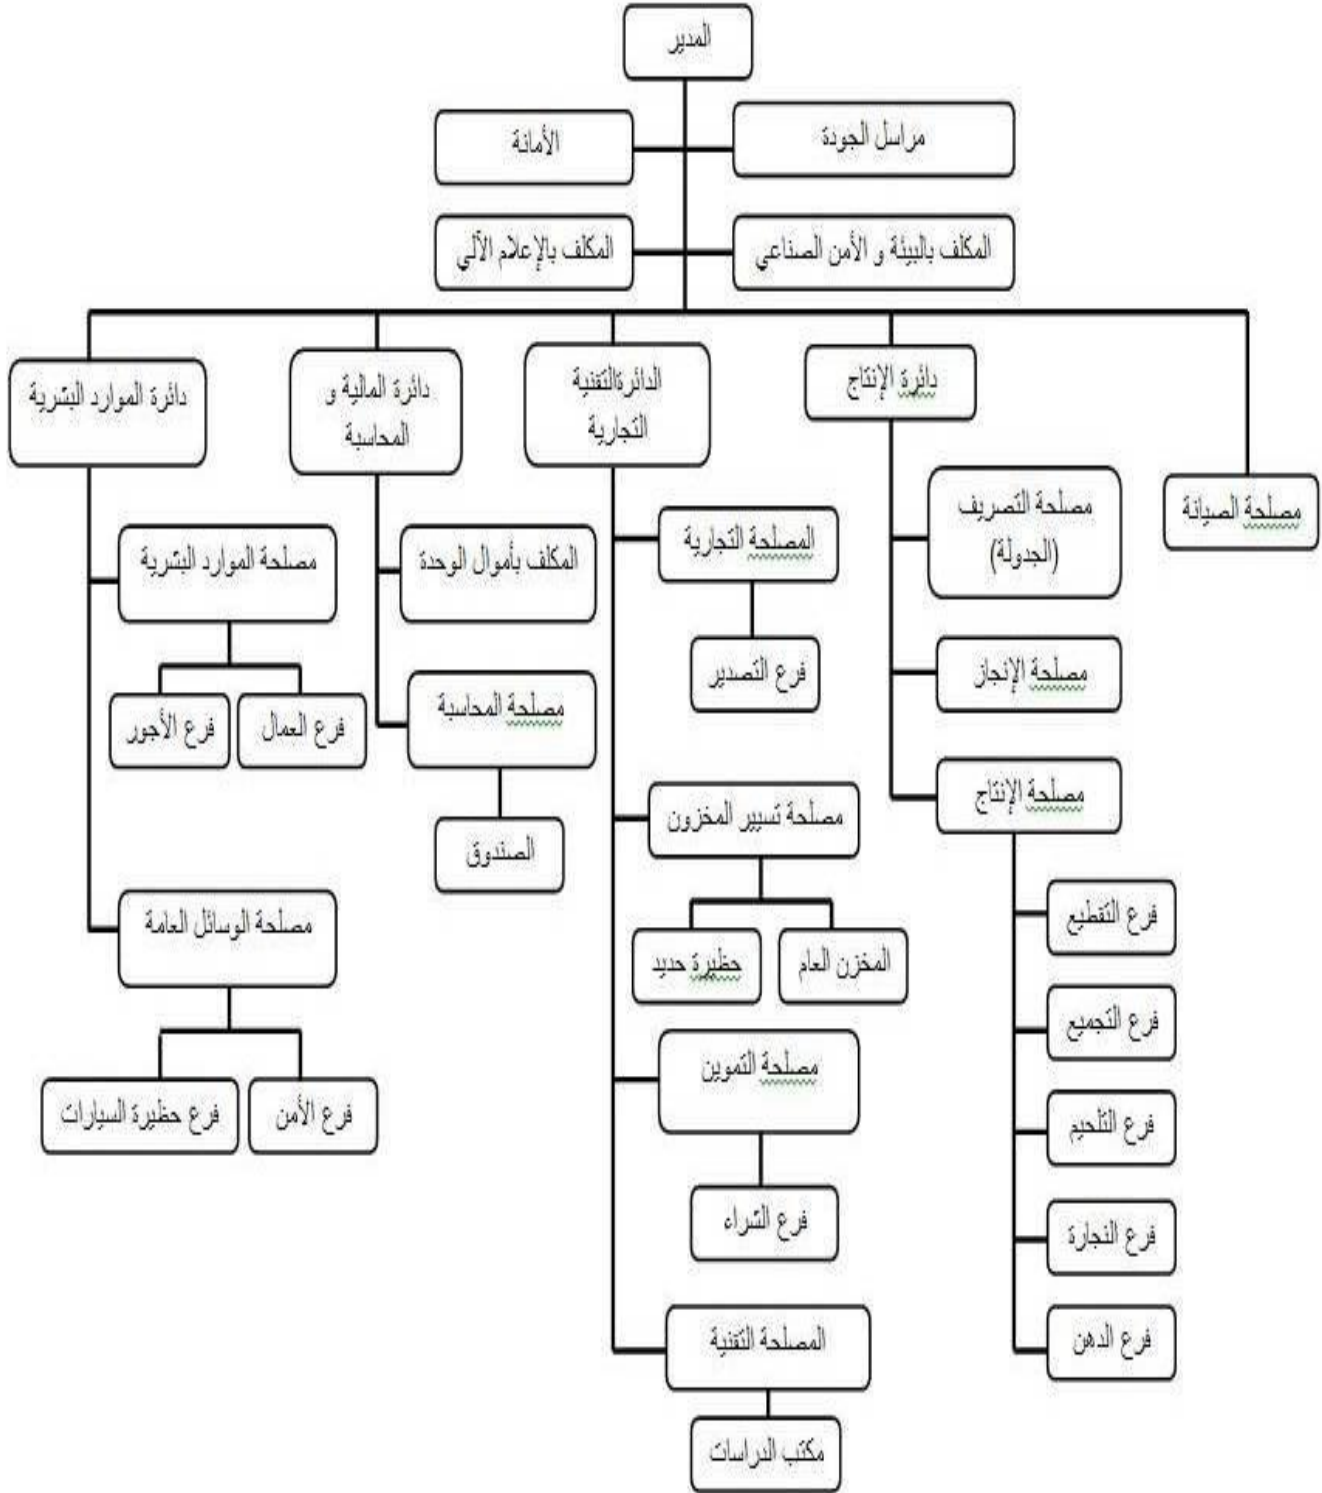 المدير
مراسل الجودة
الأمانة
المكلف بالبيئة و الأمن الصناعي
المكلف بالإعلام الآلي
مصلحة الصيانة
دائرة الإنتاج
مصلحة التصريف
(الجدولة)
مصلحة الإنجاز
مصلحة الإنتاج
فرع التقطيع
فرع التجميع
فرع التلحيم
فرع النجارة
فرع الدهن
الدائرةالتقنية
التجارية
المصلحة التجارية
فرع التصدير
مصلحة تسيير المخزون
المخزن العام
حظيرة حديد
مصلحة التموين
فرع الشراء
المصلحة التقنية
مكتب الدراسات
دائرة المالية و
المحاسبة
المكلف بأموال الوحدة
مصلحة المحاسبة
الصندوق
دائرة الموارد البشرية
مصلحة الموارد البشرية
فرع العمال
فرع الأجور
مصلحة الوسائل العامة
فرع الأمن
فرع حظيرة السيارات